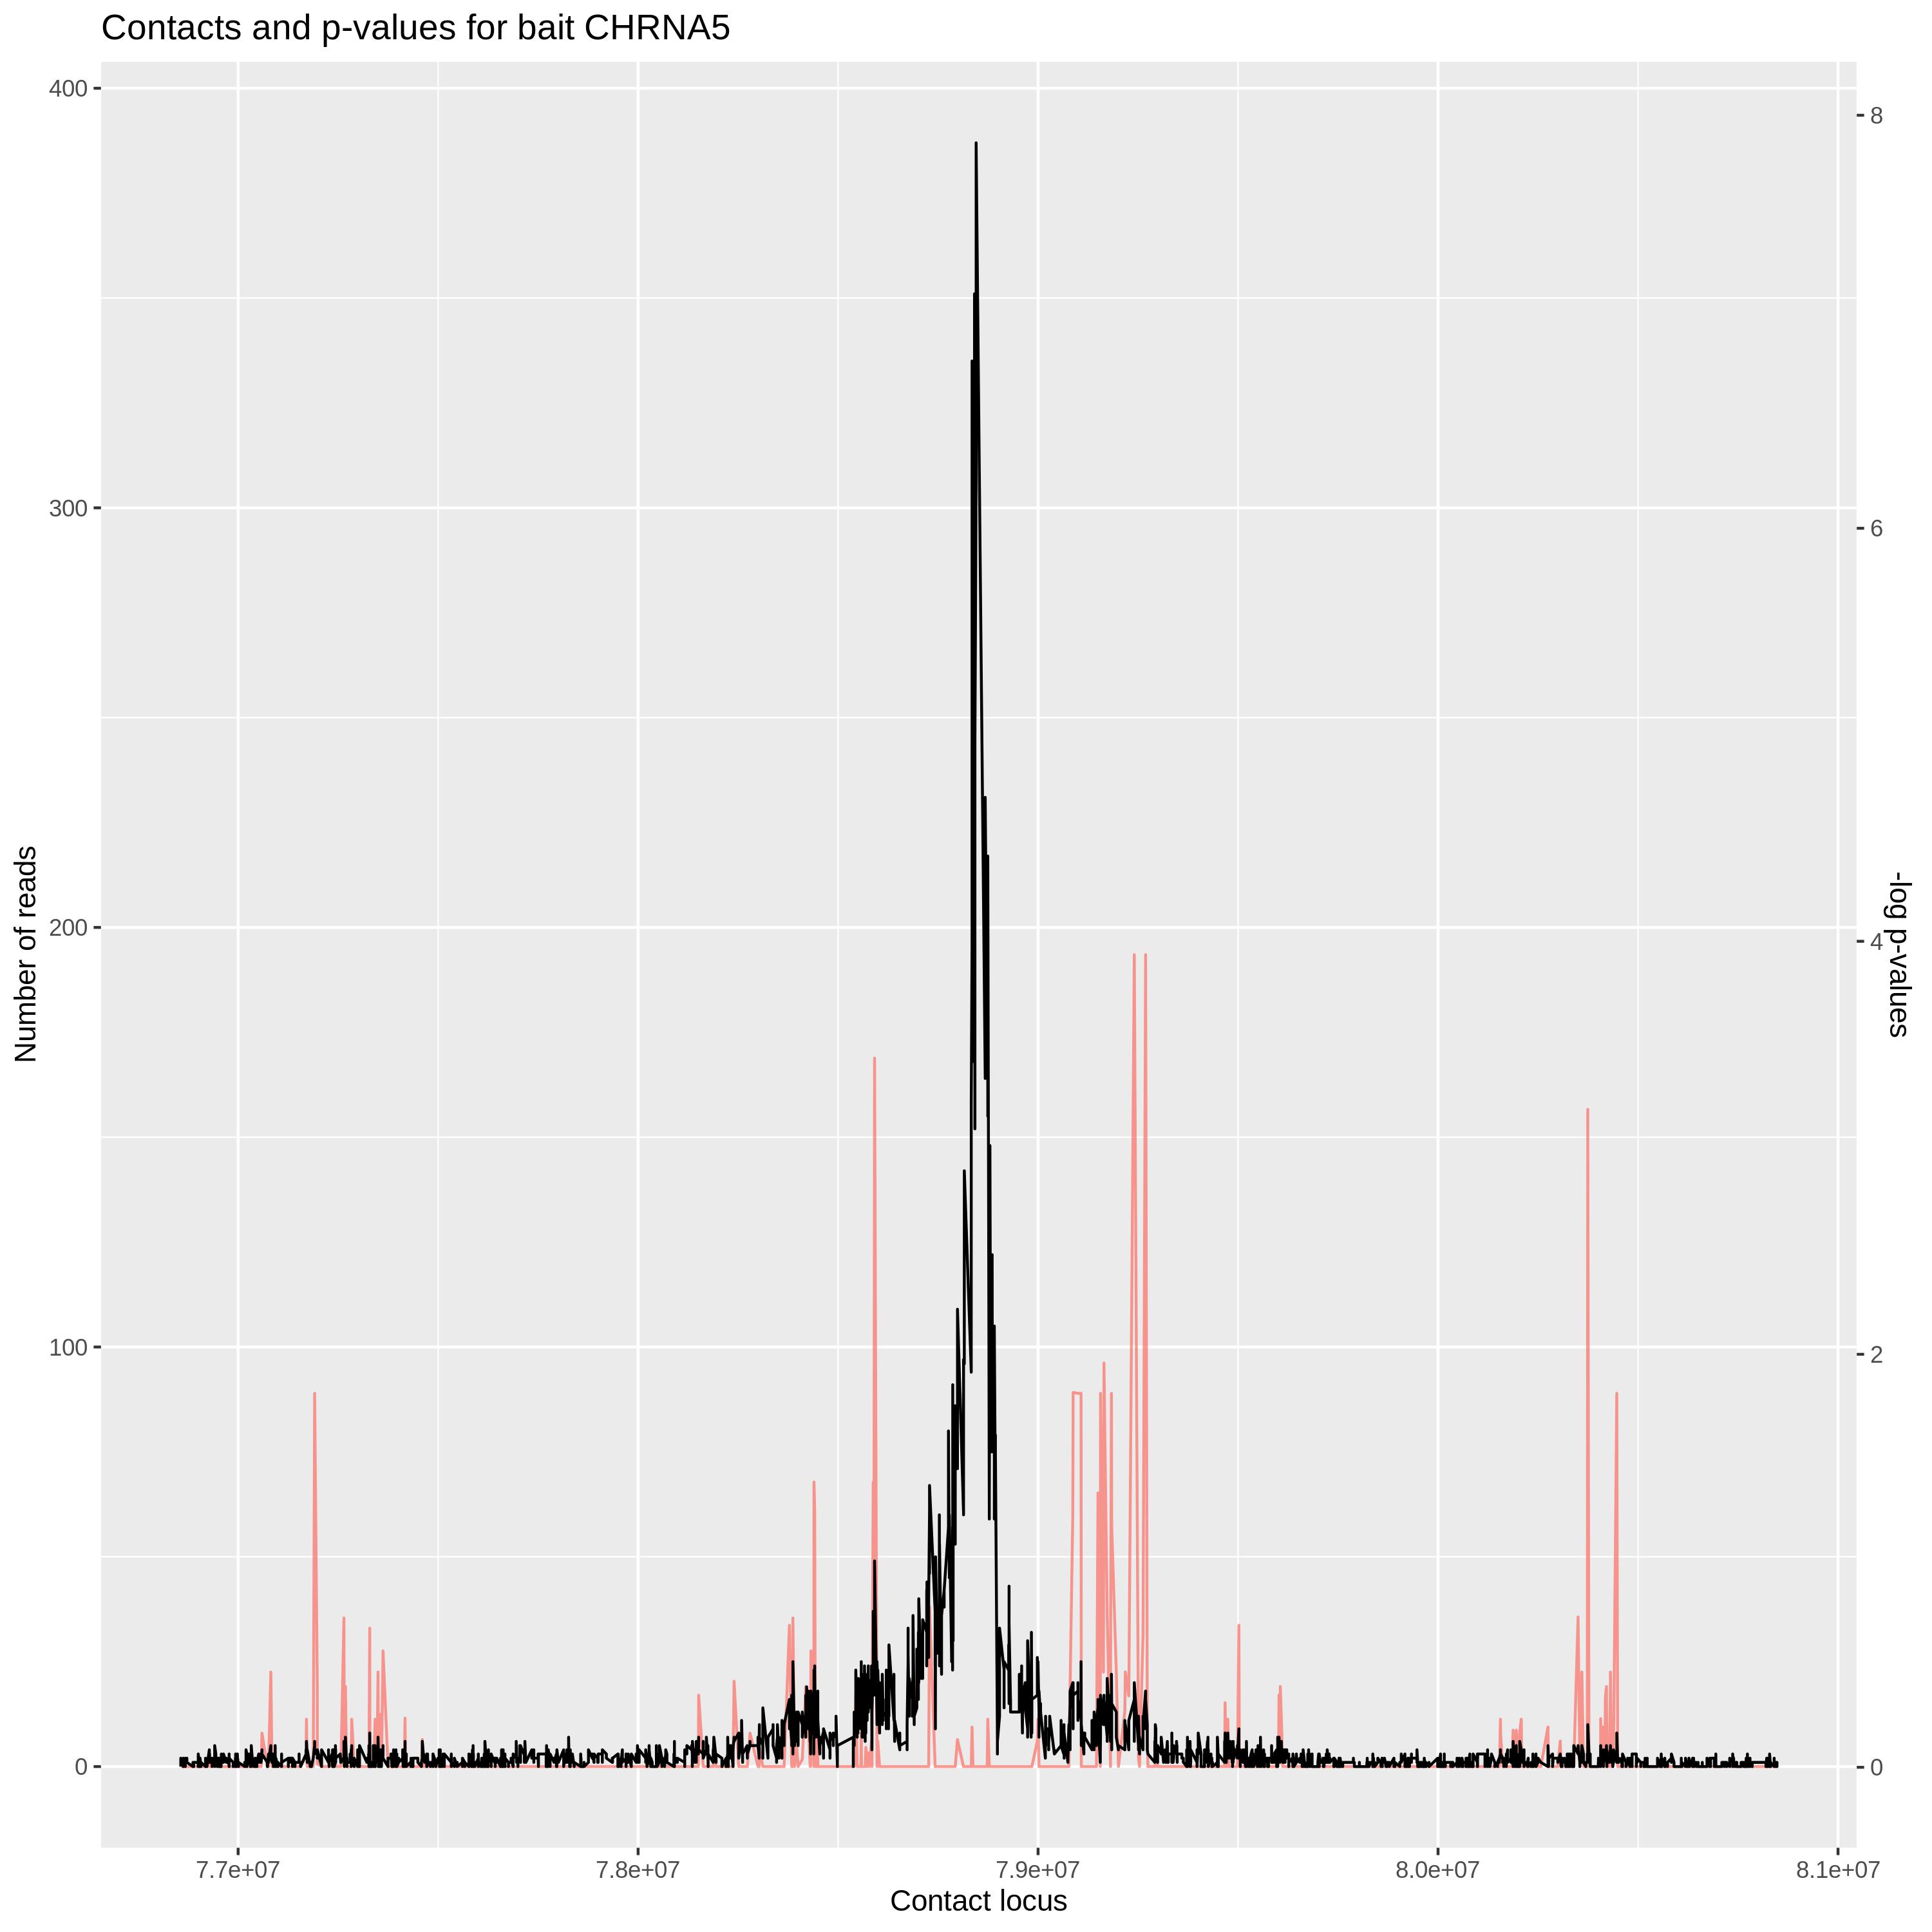 Contacts and p-values for bait CHRNA5
400
300
200
100
0
Number of reads
8
6
4
2
0
-log p-values
7.7e+07
7.8e+07
7.9e+07
8.0e+07
8.1e+07
Contact locus